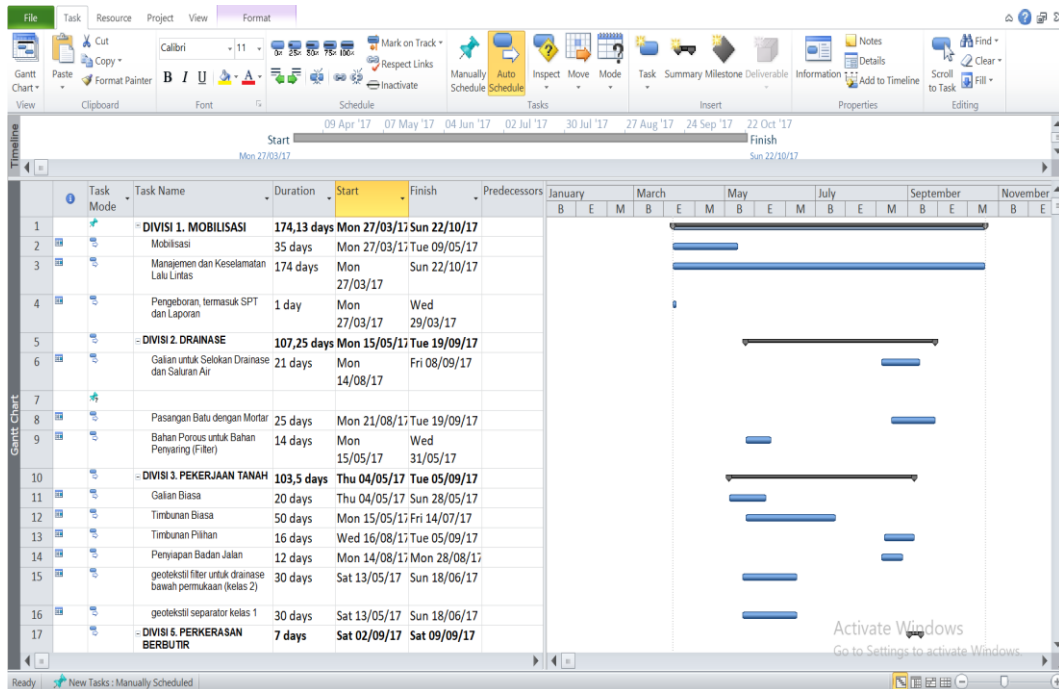 File Task Resource Project View Format
Gantt Chart
Paste
Cut
Copy
Format Painter
Calibri 11
B I U A
0x 25x 50x 75x 100x
Mark on Track
Respect Links
Inactivate
Manually Schedule
Auto Schedule
Inspect Move Mode
Task Summary Milestone Deliverable
Information
Notes
Details
Add to Timeline
Scroll to Task
Find
Clear
Fill
View Clipboard Font Schedule Tasks Insert Properties Editing
Timeline
09 Apr '17 07 May '17 04 Jun '17 02 Jul '17 30 Jul '17 27 Aug '17 24 Sep '17 22 Oct '17
Start Finish
Mon 27/03/17 Sun 22/10/17
Task Mode Task Name Duration Start Finish Predecessors January March May July September November
B E M B E M B E M B E M B E M B E
Gantt Chart
1 DIVISI 1. MOBILISASI 174,13 days Mon 27/03/17 Sun 22/10/17
2 Mobilisasi 35 days Mon 27/03/17 Tue 09/05/17
3 Manajemen dan Keselamatan 174 days Mon Sun 22/10/17
Lalu Lintas 27/03/17
4 Pengeboran, termasuk SPT 1 day Mon Wed
dan Laporan 27/03/17 29/03/17
5 DIVISI 2. DRAINASE 107,25 days Mon 15/05/17 Tue 19/09/17
6 Galian untuk Selokan Drainase 21 days Mon Fri 08/09/17
dan Saluran Air 14/08/17
7
8 Pasangan Batu dengan Mortar 25 days Mon 21/08/17 Tue 19/09/17
9 Bahan Porous untuk Bahan 14 days Mon Wed
Penyaring (Filter) 15/05/17 31/05/17
10 DIVISI 3. PEKERJAAN TANAH 103,5 days Thu 04/05/17 Tue 05/09/17
11 Galian Biasa 20 days Thu 04/05/17 Sun 28/05/17
12 Timbunan Biasa 50 days Mon 15/05/17 Fri 14/07/17
13 Timbunan Pilihan 16 days Wed 16/08/17 Tue 05/09/17
14 Penyiapan Badan Jalan 12 days Mon 14/08/17 Mon 28/08/17
15 geotekstil filter untuk drainase 30 days Sat 13/05/17 Sun 18/06/17
bawah permukaan (kelas 2)
16 geotekstil separator kelas 1 30 days Sat 13/05/17 Sun 18/06/17
17 DIVISI 5. PERKERASAN 7 days Sat 02/09/17 Sat 09/09/17
BERBUTIR
Activate Windows
Go to Settings to activate Windows.
Ready New Tasks : Manually Scheduled